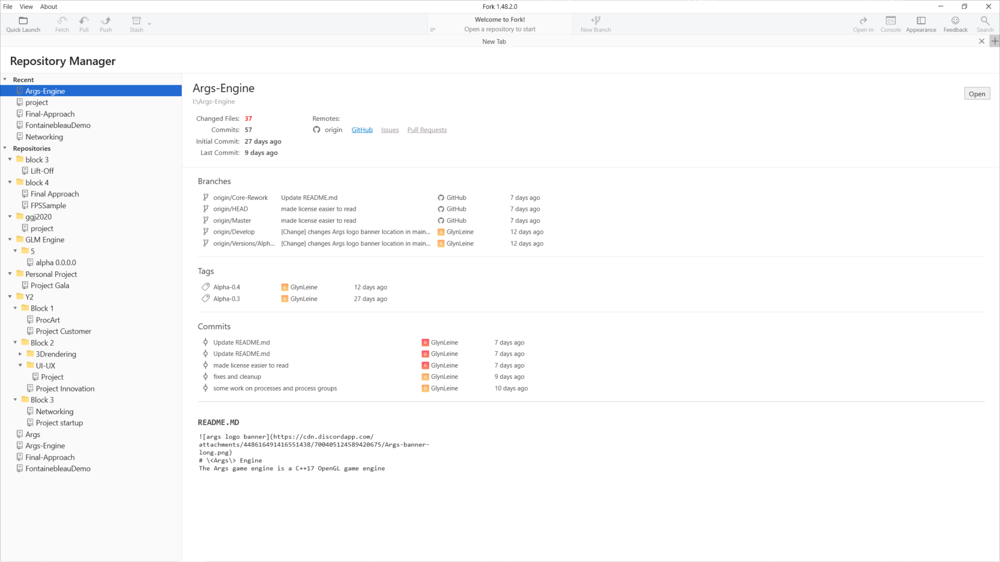 File View About
Fork 1.48.2.0
Quick Launch Fetch Pull Push Stash
Welcome to Fork!
Open a repository to start
New Branch
Open in Console Appearance Feedback Search
New Tab
Repository Manager
Recent
Args-Engine
project
Final-Approach
FontainebleauDemo
Networking
Repositories
block 3
Lift-Off
block 4
Final Approach
FPSSample
ggj2020
project
GLM Engine
5
alpha 0.0.0.0
Personal Project
Project Gala
Y2
Block 1
ProcArt
Project Customer
Block 2
3Drendering
UI-UX
Project
Project Innovation
Block 3
Networking
Project startup
Args
Args-Engine
Final-Approach
FontainebleauDemo
Args-Engine
I:\Args-Engine
Open
Changed Files: 37
Commits: 57
Initial Commit: 27 days ago
Last Commit: 9 days ago
Remotes:
origin GitHub Issues Pull Requests
Branches
origin/Core-Rework Update README.md GitHub 7 days ago
origin/HEAD made license easier to read GitHub 7 days ago
origin/Master made license easier to read GitHub 7 days ago
origin/Develop [Change] changes Args logo banner location in main... G GlynLeine 12 days ago
origin/Versions/Alph... [Change] changes Args logo banner location in main... G GlynLeine 12 days ago
Tags
Alpha-0.4 G GlynLeine 12 days ago
Alpha-0.3 G GlynLeine 27 days ago
Commits
Update README.md G GlynLeine 7 days ago
Update README.md G GlynLeine 7 days ago
made license easier to read G GlynLeine 7 days ago
fixes and cleanup G GlynLeine 9 days ago
some work on processes and process groups G GlynLeine 10 days ago
README.MD
![args logo banner](https://cdn.discordapp.com/
attachments/448616491416551438/700405124589420675/Args-banner-
long.png)
# \<Args\> Engine
The Args game engine is a C++17 OpenGL game engine